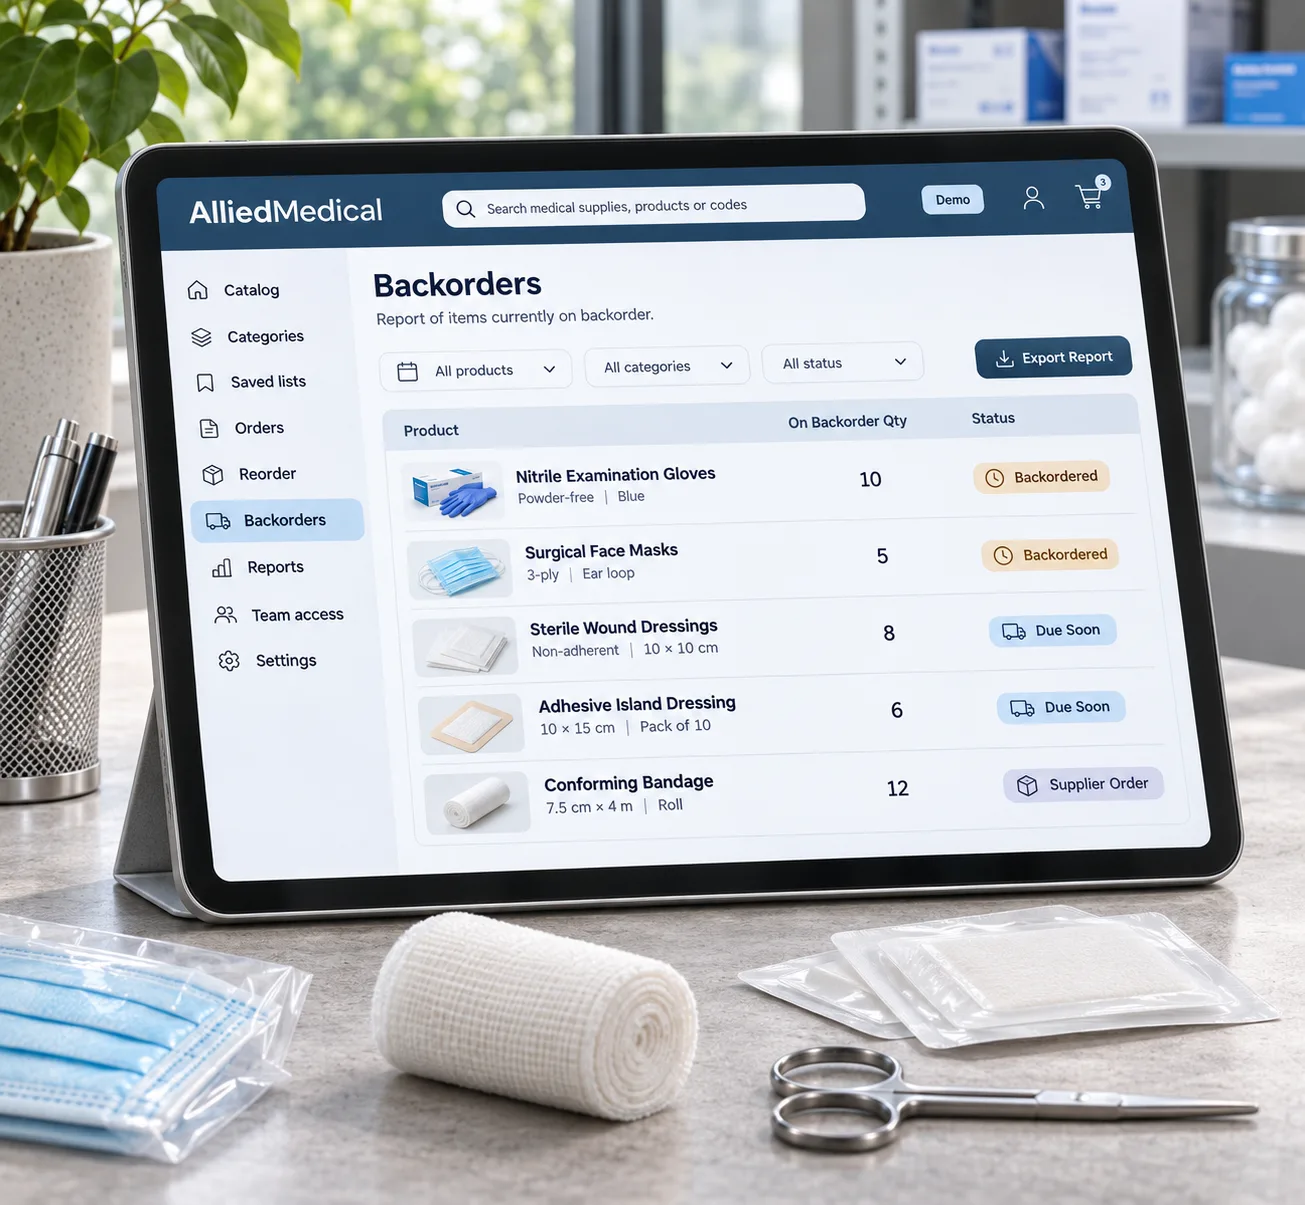 AlliedMedical
Search medical supplies, products or codes
Demo
3
Catalog
Categories
Saved lists
Orders
Reorder
Backorders
Reports
Team access
Settings
Backorders
Report of items currently on backorder.
All products
All categories
All status
Export Report
Product
On Backorder Qty
Status
Nitrile Examination Gloves
Powder-free | Blue
10
Backordered
Surgical Face Masks
3-ply | Ear loop
5
Backordered
Sterile Wound Dressings
Non-adherent | 10 × 10 cm
8
Due Soon
Adhesive Island Dressing
10 × 15 cm | Pack of 10
6
Due Soon
Conforming Bandage
7.5 cm × 4 m | Roll
12
Supplier Order